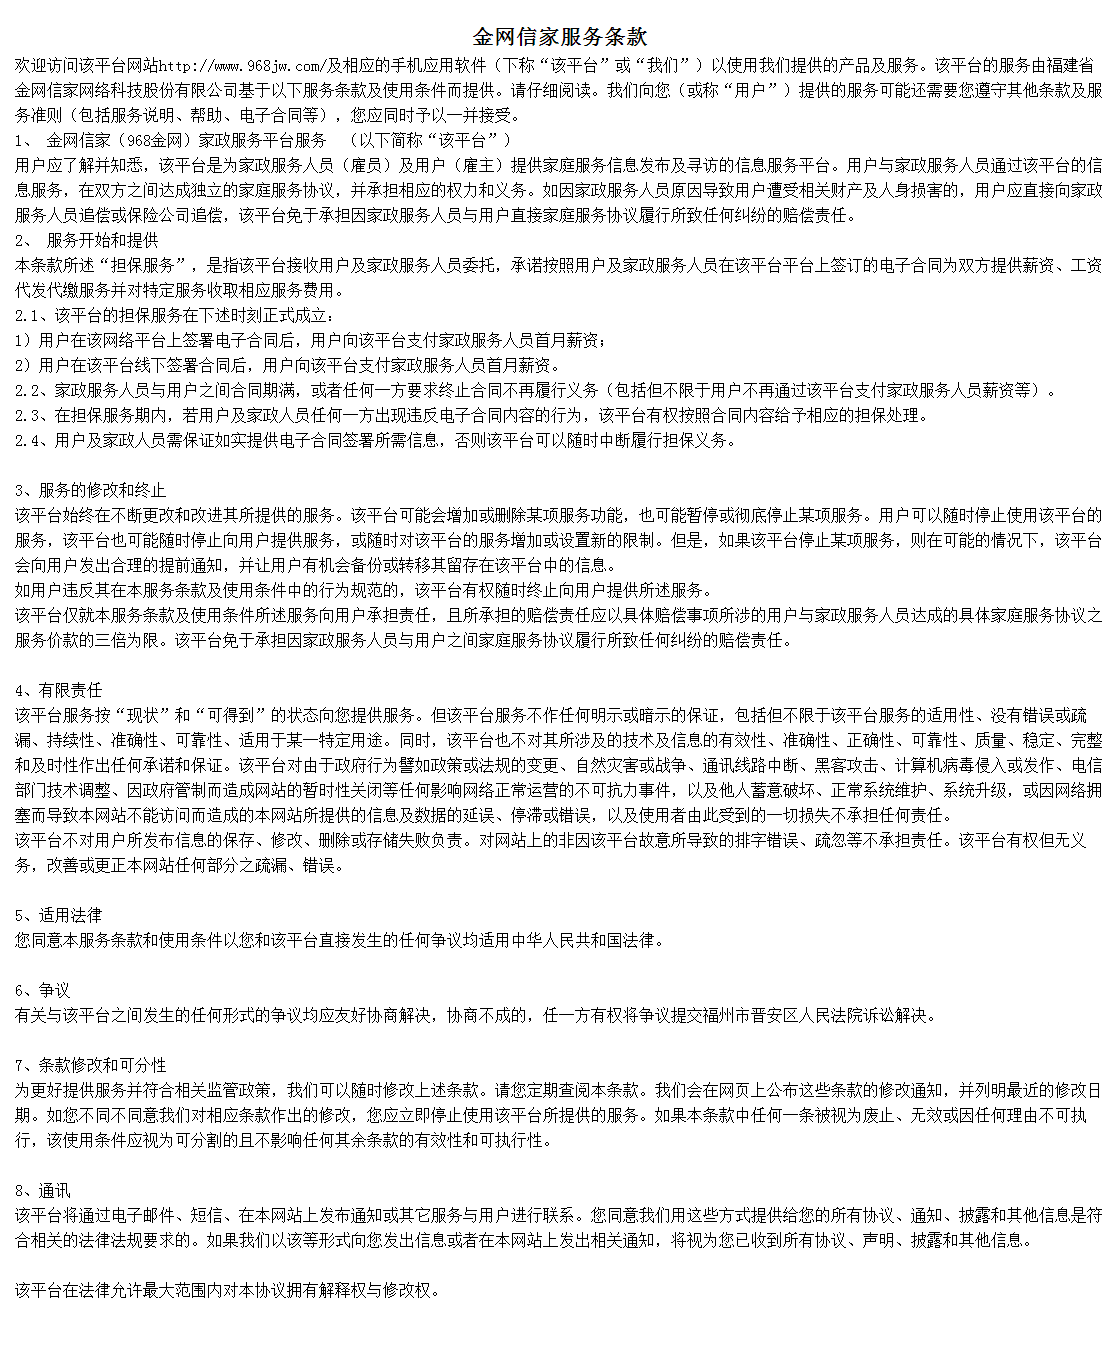 金网信家服务条款
欢迎访问该平台网站http://www.968jw.com/及相应的手机应用软件（下称“该平台”或“我们”）以使用我们提供的产品及服务。该平台的服务由福建省
金网信家网络科技股份有限公司基于以下服务条款及使用条件而提供。请仔细阅读。我们向您（或称“用户”）提供的服务可能还需要您遵守其他条款及服
务准则（包括服务说明、帮助、电子合同等），您应同时予以一并接受。
1、 金网信家（968金网）家政服务平台服务 （以下简称“该平台”）
用户应了解并知悉，该平台是为家政服务人员（雇员）及用户（雇主）提供家庭服务信息发布及寻访的信息服务平台。用户与家政服务人员通过该平台的信
息服务，在双方之间达成独立的家庭服务协议，并承担相应的权力和义务。如因家政服务人员原因导致用户遭受相关财产及人身损害的，用户应直接向家政
服务人员追偿或保险公司追偿，该平台免于承担因家政服务人员与用户直接家庭服务协议履行所致任何纠纷的赔偿责任。
2、 服务开始和提供
本条款所述“担保服务”，是指该平台接收用户及家政服务人员委托，承诺按照用户及家政服务人员在该平台平台上签订的电子合同为双方提供薪资、工资
代发代缴服务并对特定服务收取相应服务费用。
2.1、该平台的担保服务在下述时刻正式成立：
1）用户在该网络平台上签署电子合同后，用户向该平台支付家政服务人员首月薪资；
2）用户在该平台线下签署合同后，用户向该平台支付家政服务人员首月薪资。
2.2、家政服务人员与用户之间合同期满，或者任何一方要求终止合同不再履行义务（包括但不限于用户不再通过该平台支付家政服务人员薪资等）。
2.3、在担保服务期内，若用户及家政人员任何一方出现违反电子合同内容的行为，该平台有权按照合同内容给予相应的担保处理。
2.4、用户及家政人员需保证如实提供电子合同签署所需信息，否则该平台可以随时中断履行担保义务。
3、服务的修改和终止
该平台始终在不断更改和改进其所提供的服务。该平台可能会增加或删除某项服务功能，也可能暂停或彻底停止某项服务。用户可以随时停止使用该平台的
服务，该平台也可能随时停止向用户提供服务，或随时对该平台的服务增加或设置新的限制。但是，如果该平台停止某项服务，则在可能的情况下，该平台
会向用户发出合理的提前通知，并让用户有机会备份或转移其留存在该平台中的信息。
如用户违反其在本服务条款及使用条件中的行为规范的，该平台有权随时终止向用户提供所述服务。
该平台仅就本服务条款及使用条件所述服务向用户承担责任，且所承担的赔偿责任应以具体赔偿事项所涉的用户与家政服务人员达成的具体家庭服务协议之
服务价款的三倍为限。该平台免于承担因家政服务人员与用户之间家庭服务协议履行所致任何纠纷的赔偿责任。
4、有限责任
该平台服务按“现状”和“可得到”的状态向您提供服务。但该平台服务不作任何明示或暗示的保证，包括但不限于该平台服务的适用性、没有错误或疏
漏、持续性、准确性、可靠性、适用于某一特定用途。同时，该平台也不对其所涉及的技术及信息的有效性、准确性、正确性、可靠性、质量、稳定、完整
和及时性作出任何承诺和保证。该平台对由于政府行为譬如政策或法规的变更、自然灾害或战争、通讯线路中断、黑客攻击、计算机病毒侵入或发作、电信
部门技术调整、因政府管制而造成网站的暂时性关闭等任何影响网络正常运营的不可抗力事件，以及他人蓄意破坏、正常系统维护、系统升级，或因网络拥
塞而导致本网站不能访问而造成的本网站所提供的信息及数据的延误、停滞或错误，以及使用者由此受到的一切损失不承担任何责任。
该平台不对用户所发布信息的保存、修改、删除或存储失败负责。对网站上的非因该平台故意所导致的排字错误、疏忽等不承担责任。该平台有权但无义
务，改善或更正本网站任何部分之疏漏、错误。
5、适用法律
您同意本服务条款和使用条件以您和该平台直接发生的任何争议均适用中华人民共和国法律。
6、争议
有关与该平台之间发生的任何形式的争议均应友好协商解决，协商不成的，任一方有权将争议提交福州市晋安区人民法院诉讼解决。
7、条款修改和可分性
为更好提供服务并符合相关监管政策，我们可以随时修改上述条款。请您定期查阅本条款。我们会在网页上公布这些条款的修改通知，并列明最近的修改日
期。如您不同不同意我们对相应条款作出的修改，您应立即停止使用该平台所提供的服务。如果本条款中任何一条被视为废止、无效或因任何理由不可执
行，该使用条件应视为可分割的且不影响任何其余条款的有效性和可执行性。
8、通讯
该平台将通过电子邮件、短信、在本网站上发布通知或其它服务与用户进行联系。您同意我们用这些方式提供给您的所有协议、通知、披露和其他信息是符
合相关的法律法规要求的。如果我们以该等形式向您发出信息或者在本网站上发出相关通知，将视为您已收到所有协议、声明、披露和其他信息。
该平台在法律允许最大范围内对本协议拥有解释权与修改权。